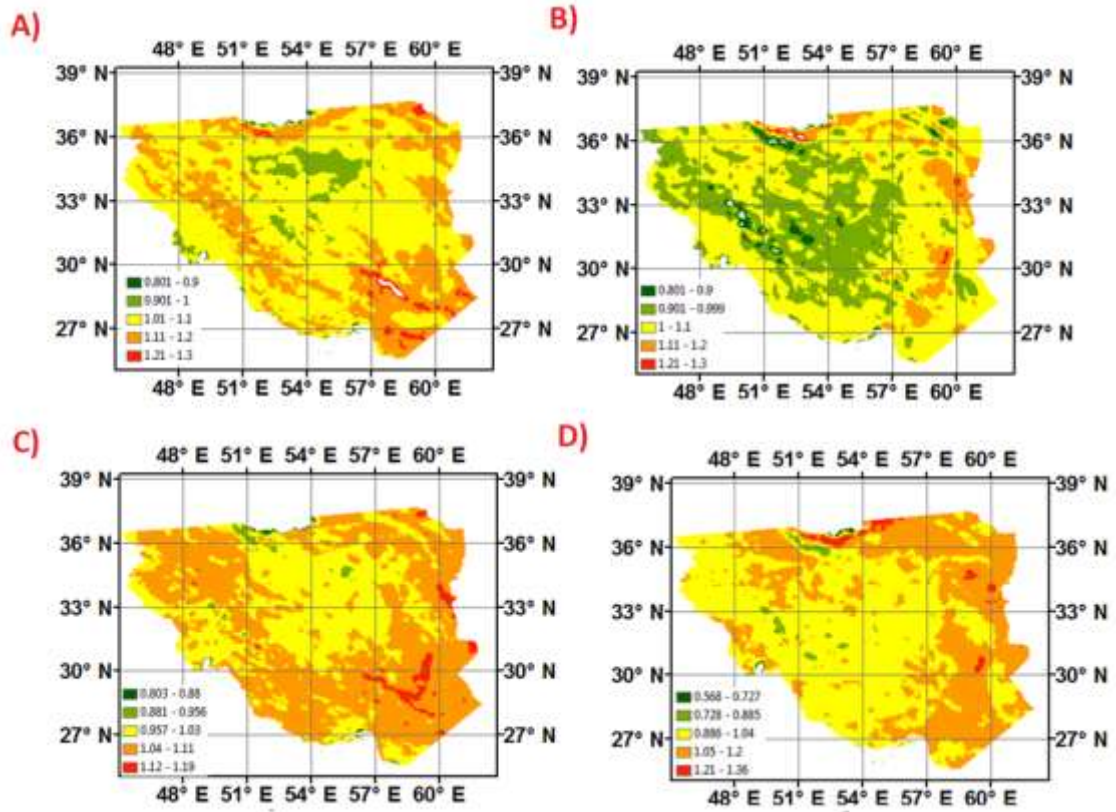 A)
48° E 51° E 54° E 57° E 60° E
39° N 39° N
36° N 36° N
33° N 33° N
30° N 30° N
27° N 27° N
0.801 - 0.9
0.901 - 1
1.01 - 1.1
1.11 - 1.2
1.21 - 1.3
48° E 51° E 54° E 57° E 60° E
B)
48° E 51° E 54° E 57° E 60° E
39° N 39° N
36° N 36° N
33° N 33° N
30° N 30° N
27° N 27° N
0.801 - 0.9
0.901 - 0.999
1 - 1.1
1.11 - 1.2
1.21 - 1.3
48° E 51° E 54° E 57° E 60° E
C)
48° E 51° E 54° E 57° E 60° E
39° N 39° N
36° N 36° N
33° N 33° N
30° N 30° N
27° N 27° N
0.803 - 0.88
0.881 - 0.956
0.957 - 1.03
1.04 - 1.11
1.12 - 1.19
48° E 51° E 54° E 57° E 60° E
D)
48° E 51° E 54° E 57° E 60° E
39° N 39° N
36° N 36° N
33° N 33° N
30° N 30° N
27° N 27° N
0.568 - 0.727
0.728 - 0.885
0.886 - 1.04
1.05 - 1.2
1.21 - 1.36
48° E 51° E 54° E 57° E 60° E